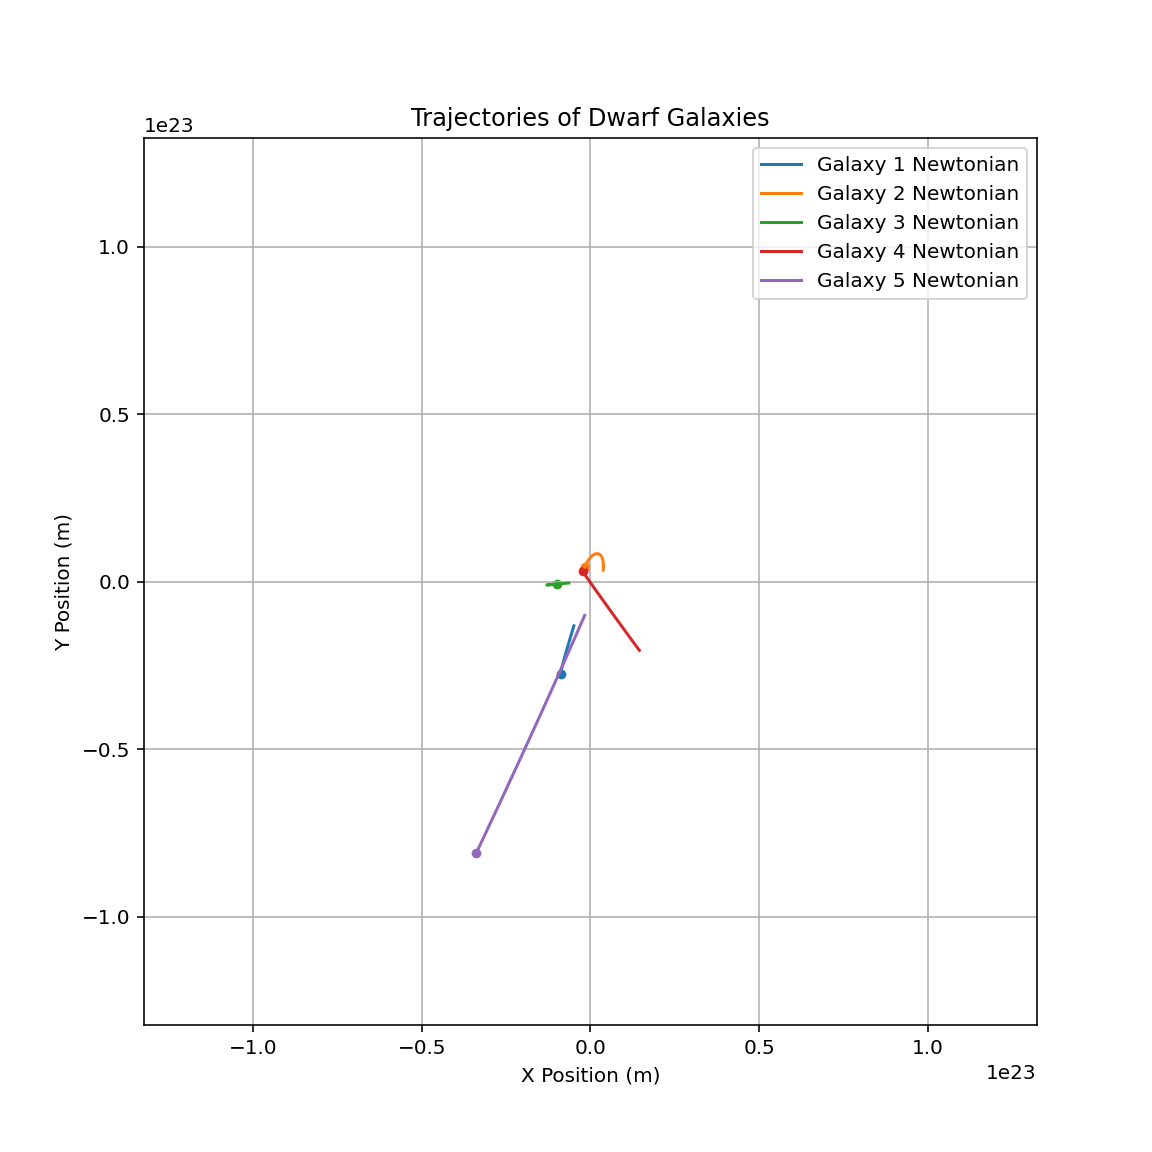 Trajectories of Dwarf Galaxies
1e23
Galaxy 1 Newtonian
Galaxy 2 Newtonian
Galaxy 3 Newtonian
Galaxy 4 Newtonian
Galaxy 5 Newtonian
1.0
0.5
0.0
−0.5
−1.0
Y Position (m)
−1.0 −0.5 0.0 0.5 1.0
1e23
X Position (m)